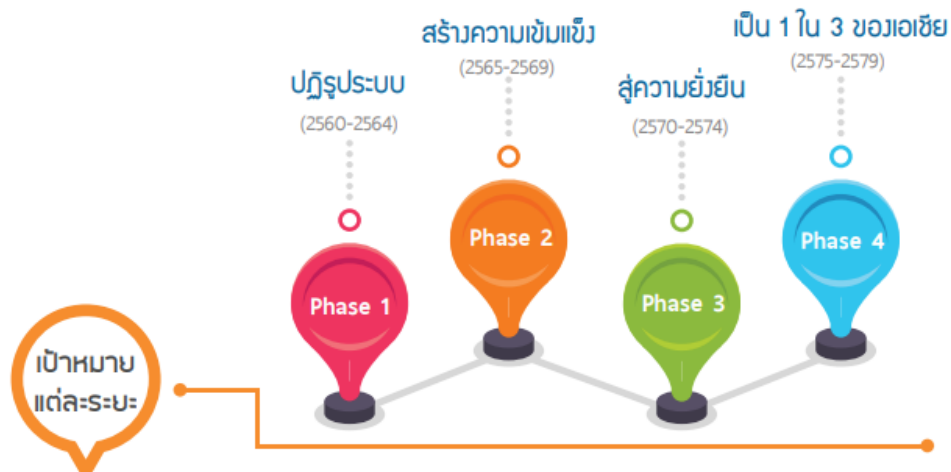 ปฏิรูประบบ
(2560-2564)
Phase 1
สร้างความเข้มแข็ง
(2565-2569)
Phase 2
สู่ความยั่งยืน
(2570-2574)
Phase 3
เป็น 1 ใน 3 ของเอเชีย
(2575-2579)
Phase 4
เป้าหมาย
แต่ละระยะ